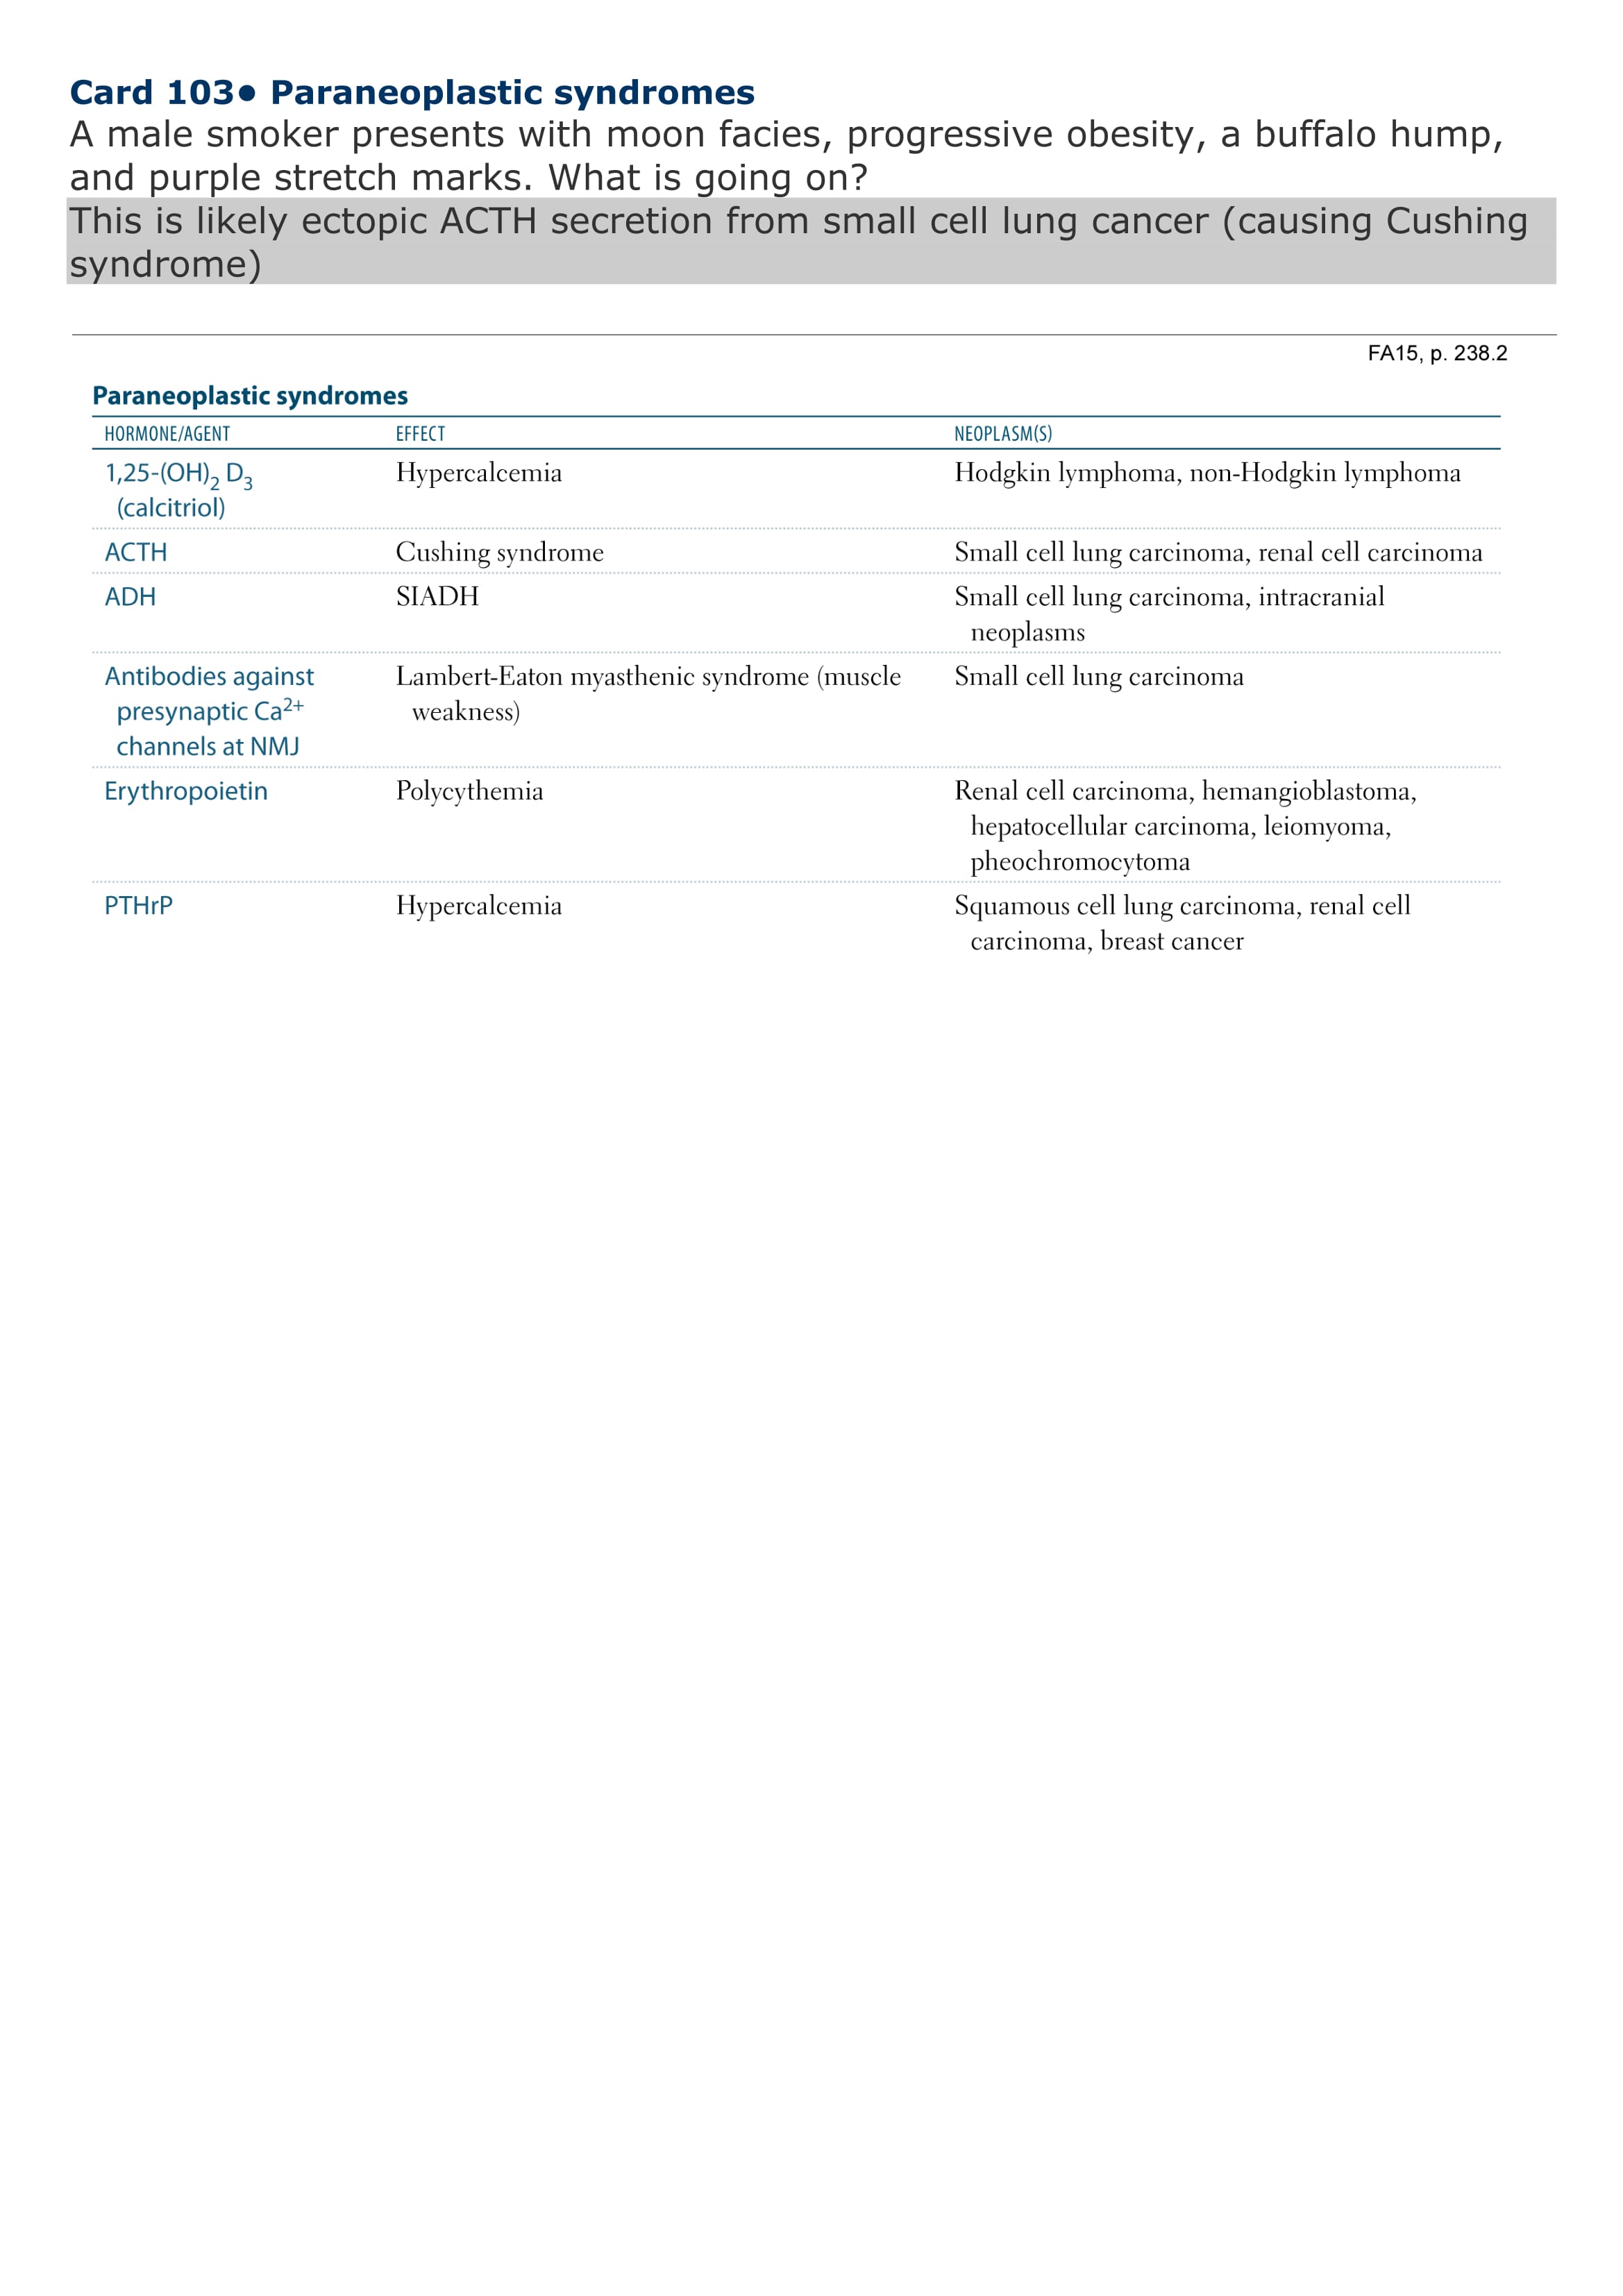 Card 103● Paraneoplastic syndromes
A male smoker presents with moon facies, progressive obesity, a buffalo hump,
and purple stretch marks. What is going on?
This is likely ectopic ACTH secretion from small cell lung cancer (causing Cushing
syndrome)
FA15, p. 238.2
Paraneoplastic syndromes
HORMONE/AGENT EFFECT NEOPLASM(S)
1,25-(OH)₂ D₃ Hypercalcemia Hodgkin lymphoma, non-Hodgkin lymphoma
(calcitriol)
ACTH Cushing syndrome Small cell lung carcinoma, renal cell carcinoma
ADH SIADH Small cell lung carcinoma, intracranial
neoplasms
Antibodies against Lambert-Eaton myasthenic syndrome (muscle Small cell lung carcinoma
presynaptic Ca²⁺ weakness)
channels at NMJ
Erythropoietin Polycythemia Renal cell carcinoma, hemangioblastoma,
hepatocellular carcinoma, leiomyoma,
pheochromocytoma
PTHrP Hypercalcemia Squamous cell lung carcinoma, renal cell
carcinoma, breast cancer